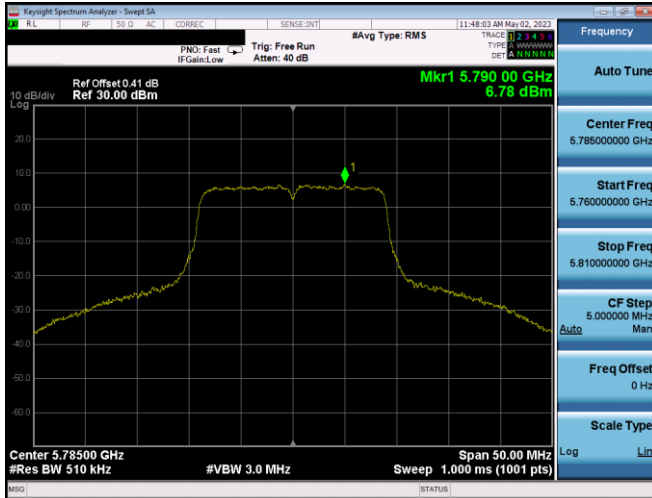 Keysight Spectrum Analyzer - Swept SA
RL RF 50 Ω AC CORREC SENSE:INT 11:48:03 AM May 02, 2023
#Avg Type: RMS TRACE 1 2 3 4 5 6
PNO: Fast Trig: Free Run TYPE A WWWWW
IFGain:Low Atten: 40 dB DET A N N N N N
Mkr1 5.790 00 GHz
Ref Offset 0.41 dB
10 dB/div Ref 30.00 dBm 6.78 dBm
Log
20.0
10.0
1
0.00
-10.0
-20.0
-30.0
-40.0
-50.0
-60.0
Center 5.78500 GHz Span 50.00 MHz
#Res BW 510 kHz #VBW 3.0 MHz Sweep 1.000 ms (1001 pts)
MSG STATUS
Frequency
Auto Tune
Center Freq
5.785000000 GHz
Start Freq
5.760000000 GHz
Stop Freq
5.810000000 GHz
CF Step
5.000000 MHz
Auto Man
Freq Offset
0 Hz
Scale Type
Log Lin